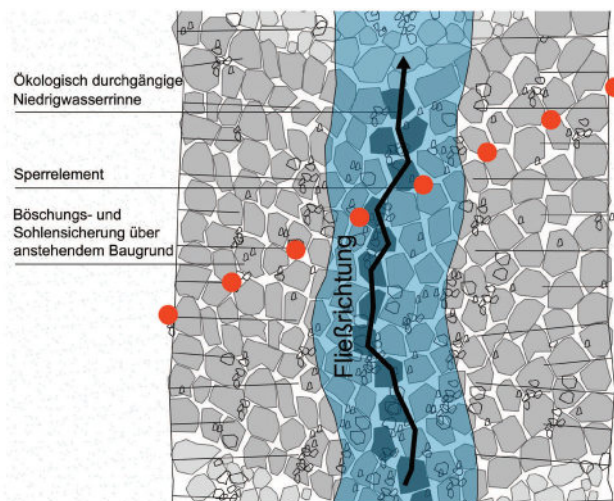 Ökologisch durchgängige
Niedrigwasserrinne
Sperrelement
Böschungs- und
Sohlensicherung über
anstehendem Baugrund
Fließrichtung